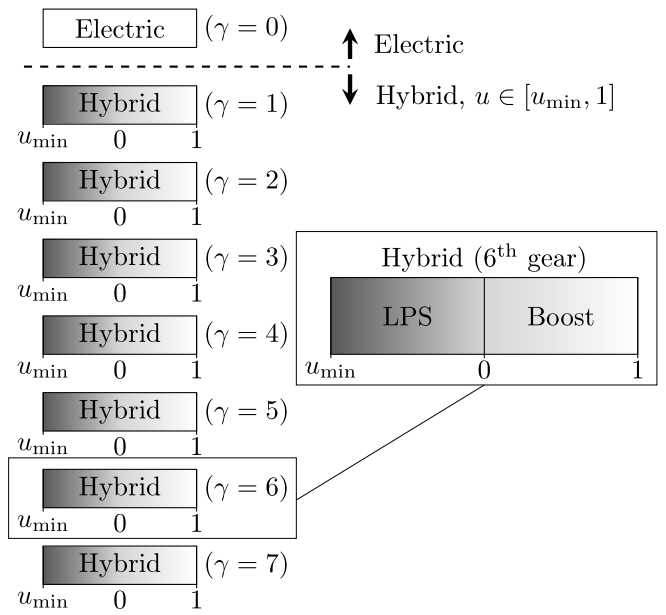 Electric (γ = 0)
Electric
Hybrid, u ∈ [u_min, 1]
Hybrid (γ = 1)
u_min 0 1
Hybrid (γ = 2)
u_min 0 1
Hybrid (γ = 3)
u_min 0 1
Hybrid (γ = 4)
u_min 0 1
Hybrid (γ = 5)
u_min 0 1
Hybrid (γ = 6)
u_min 0 1
Hybrid (γ = 7)
u_min 0 1
Hybrid (6th gear)
LPS Boost
u_min 0 1